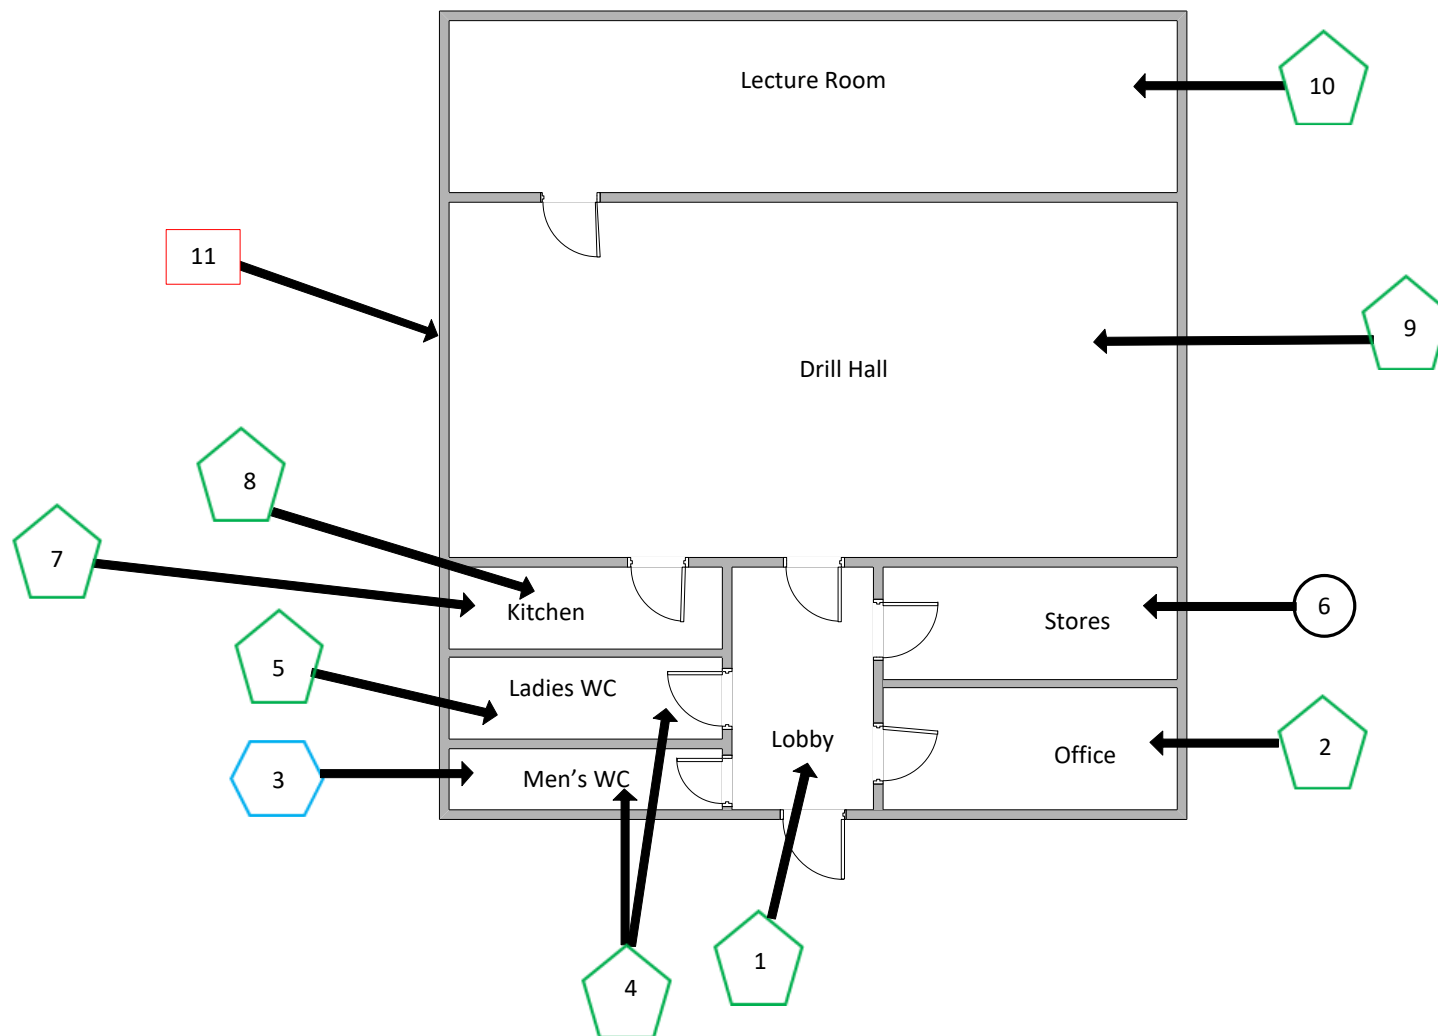 Lecture Room
10
11
9
Drill Hall
8
7
Kitchen
6
Stores
5
Ladies WC
Lobby
Office
2
3
Men’s WC
4
1